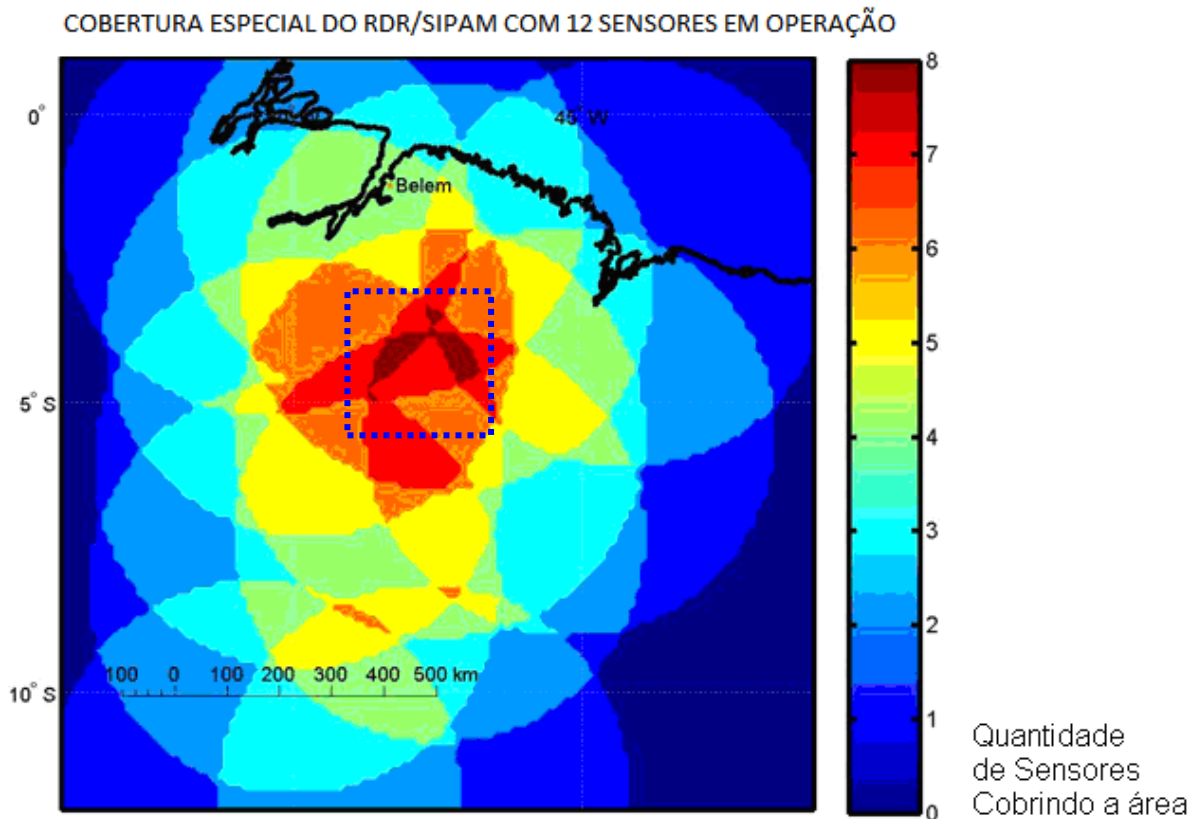 COBERTURA ESPECIAL DO RDR/SIPAM COM 12 SENSORES EM OPERAÇÃO
0°
45° W
Belem
5° S
10° S
100 0 100 200 300 400 500 km
8
7
6
5
4
3
2
1
0
Quantidade
de Sensores
Cobrindo a área